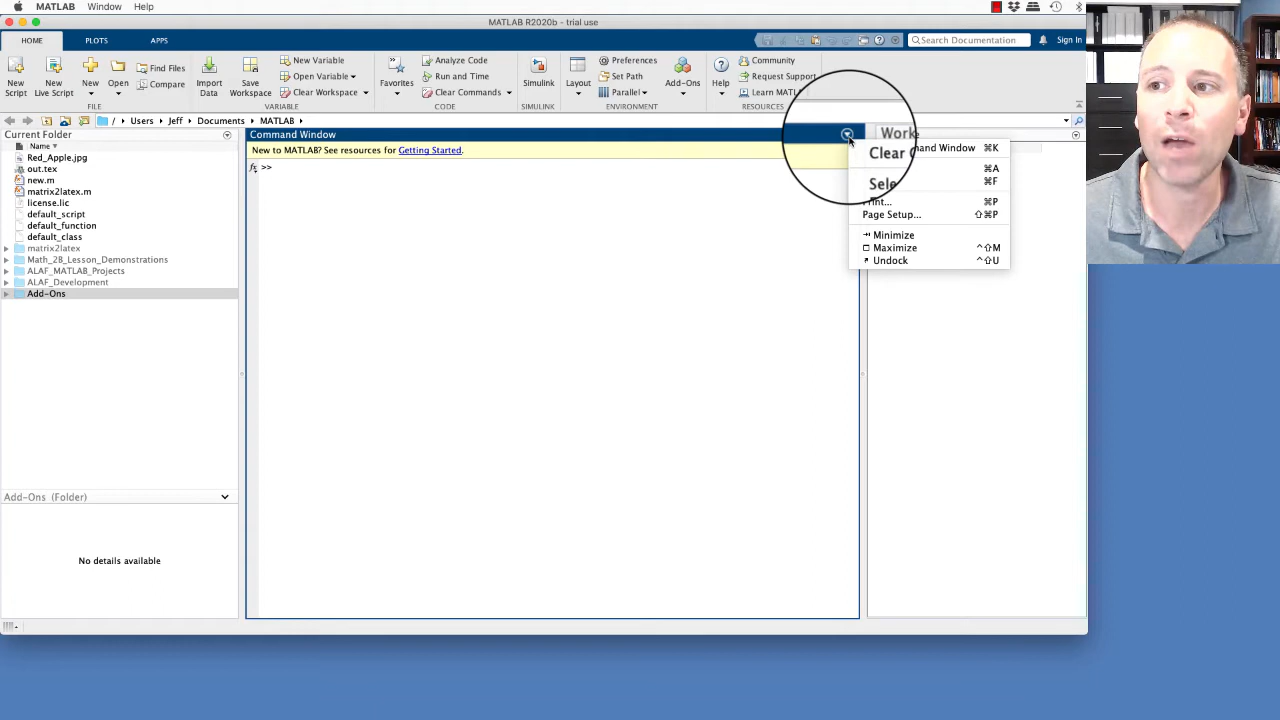 MATLAB Window Help
MATLAB R2020b - trial use
HOME PLOTS APPS
Search Documentation
Sign In
New Script
New Live Script
New
Open
Find Files
Compare
FILE
Import Data
Save Workspace
New Variable
Open Variable
Clear Workspace
VARIABLE
Favorites
Analyze Code
Run and Time
Clear Commands
CODE
Simulink
SIMULINK
Layout
Preferences
Set Path
Parallel
ENVIRONMENT
Add-Ons
Help
Community
Request Support
Learn MATL
RESOURCES
/ Users Jeff Documents MATLAB
Current Folder
Name
Red_Apple.jpg
out.tex
new.m
matrix2latex.m
license.lic
default_script
default_function
default_class
matrix2latex
Math_2B_Lesson_Demonstrations
ALAF_MATLAB_Projects
ALAF_Development
Add-Ons
Add-Ons (Folder)
No details available
Command Window
New to MATLAB? See resources for Getting Started.
fx >>
Work
Clear mand Window ⌘K
Sele ⌘A
⌘F
Print... ⌘P
Page Setup... ⇧⌘P
Minimize
Maximize ^⇧M
Undock ^⇧U